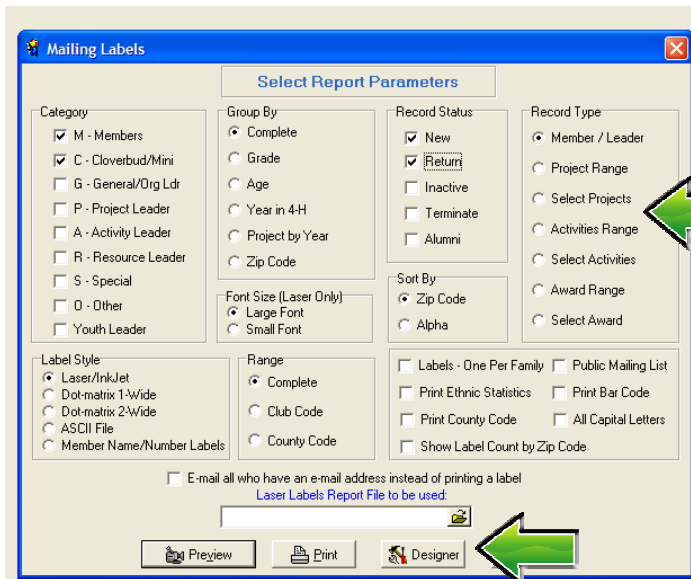 Mailing Labels
Select Report Parameters
Category
M - Members
C - Cloverbud/Mini
G - General/Org Ldr
P - Project Leader
A - Activity Leader
R - Resource Leader
S - Special
O - Other
Youth Leader
Group By
Complete
Grade
Age
Year in 4-H
Project by Year
Zip Code
Font Size (Laser Only)
Large Font
Small Font
Record Status
New
Return
Inactive
Terminate
Alumni
Sort By
Zip Code
Alpha
Record Type
Member / Leader
Project Range
Select Projects
Activities Range
Select Activities
Award Range
Select Award
Label Style
Laser/InkJet
Dot-matrix 1-Wide
Dot-matrix 2-Wide
ASCII File
Member Name/Number Labels
Range
Complete
Club Code
County Code
Labels - One Per Family Public Mailing List
Print Ethnic Statistics Print Bar Code
Print County Code All Capital Letters
Show Label Count by Zip Code
E-mail all who have an e-mail address instead of printing a label
Laser Labels Report File to be used:
Preview Print Designer